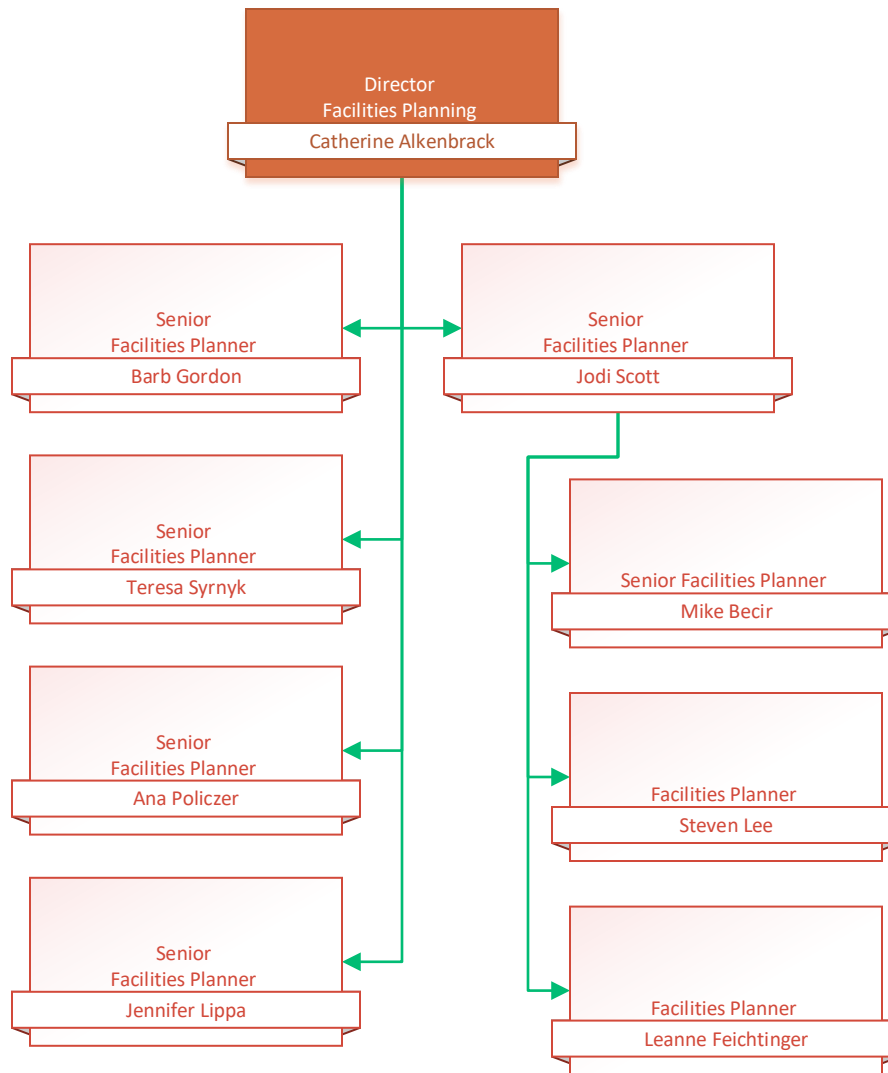 Director
Facilities Planning
Catherine Alkenbrack
Senior
Facilities Planner
Barb Gordon
Senior
Facilities Planner
Jodi Scott
Senior
Facilities Planner
Teresa Syrnyk
Senior Facilities Planner
Mike Becir
Senior
Facilities Planner
Ana Policzer
Facilities Planner
Steven Lee
Senior
Facilities Planner
Jennifer Lippa
Facilities Planner
Leanne Feichtinger